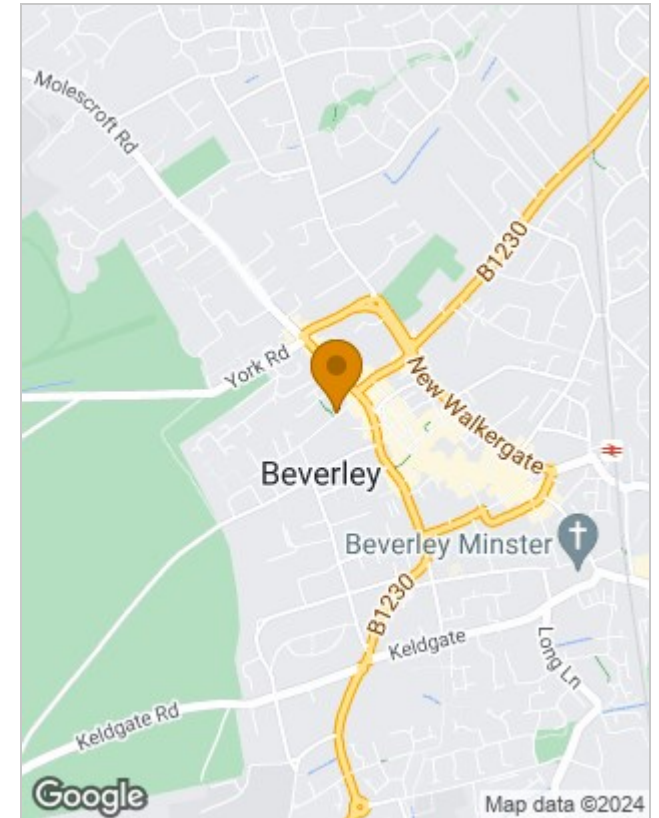 Molescroft Rd
B1230
York Rd
New Walkergate
Beverley
Beverley Minster
B1230
Keldgate
Long Ln
Keldgate Rd
Google
Map data ©2024